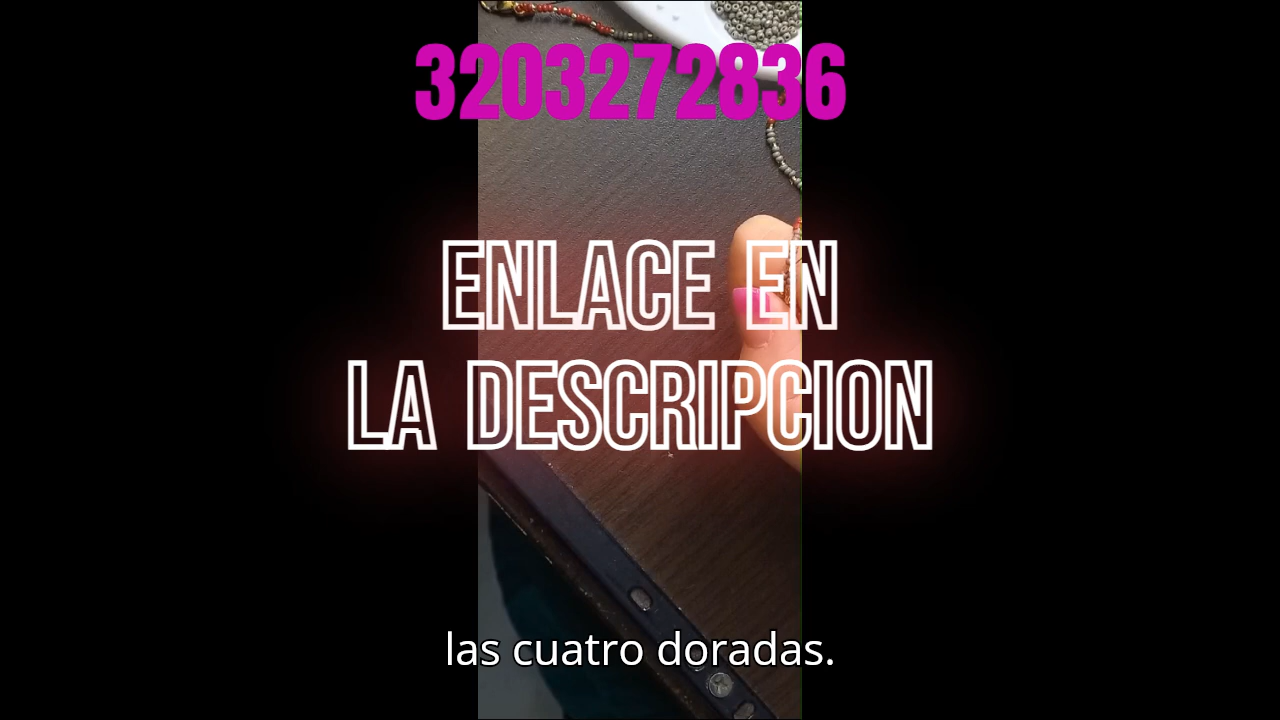 3203272836
ENLACE EN
LA DESCRIPCION
las cuatro doradas.